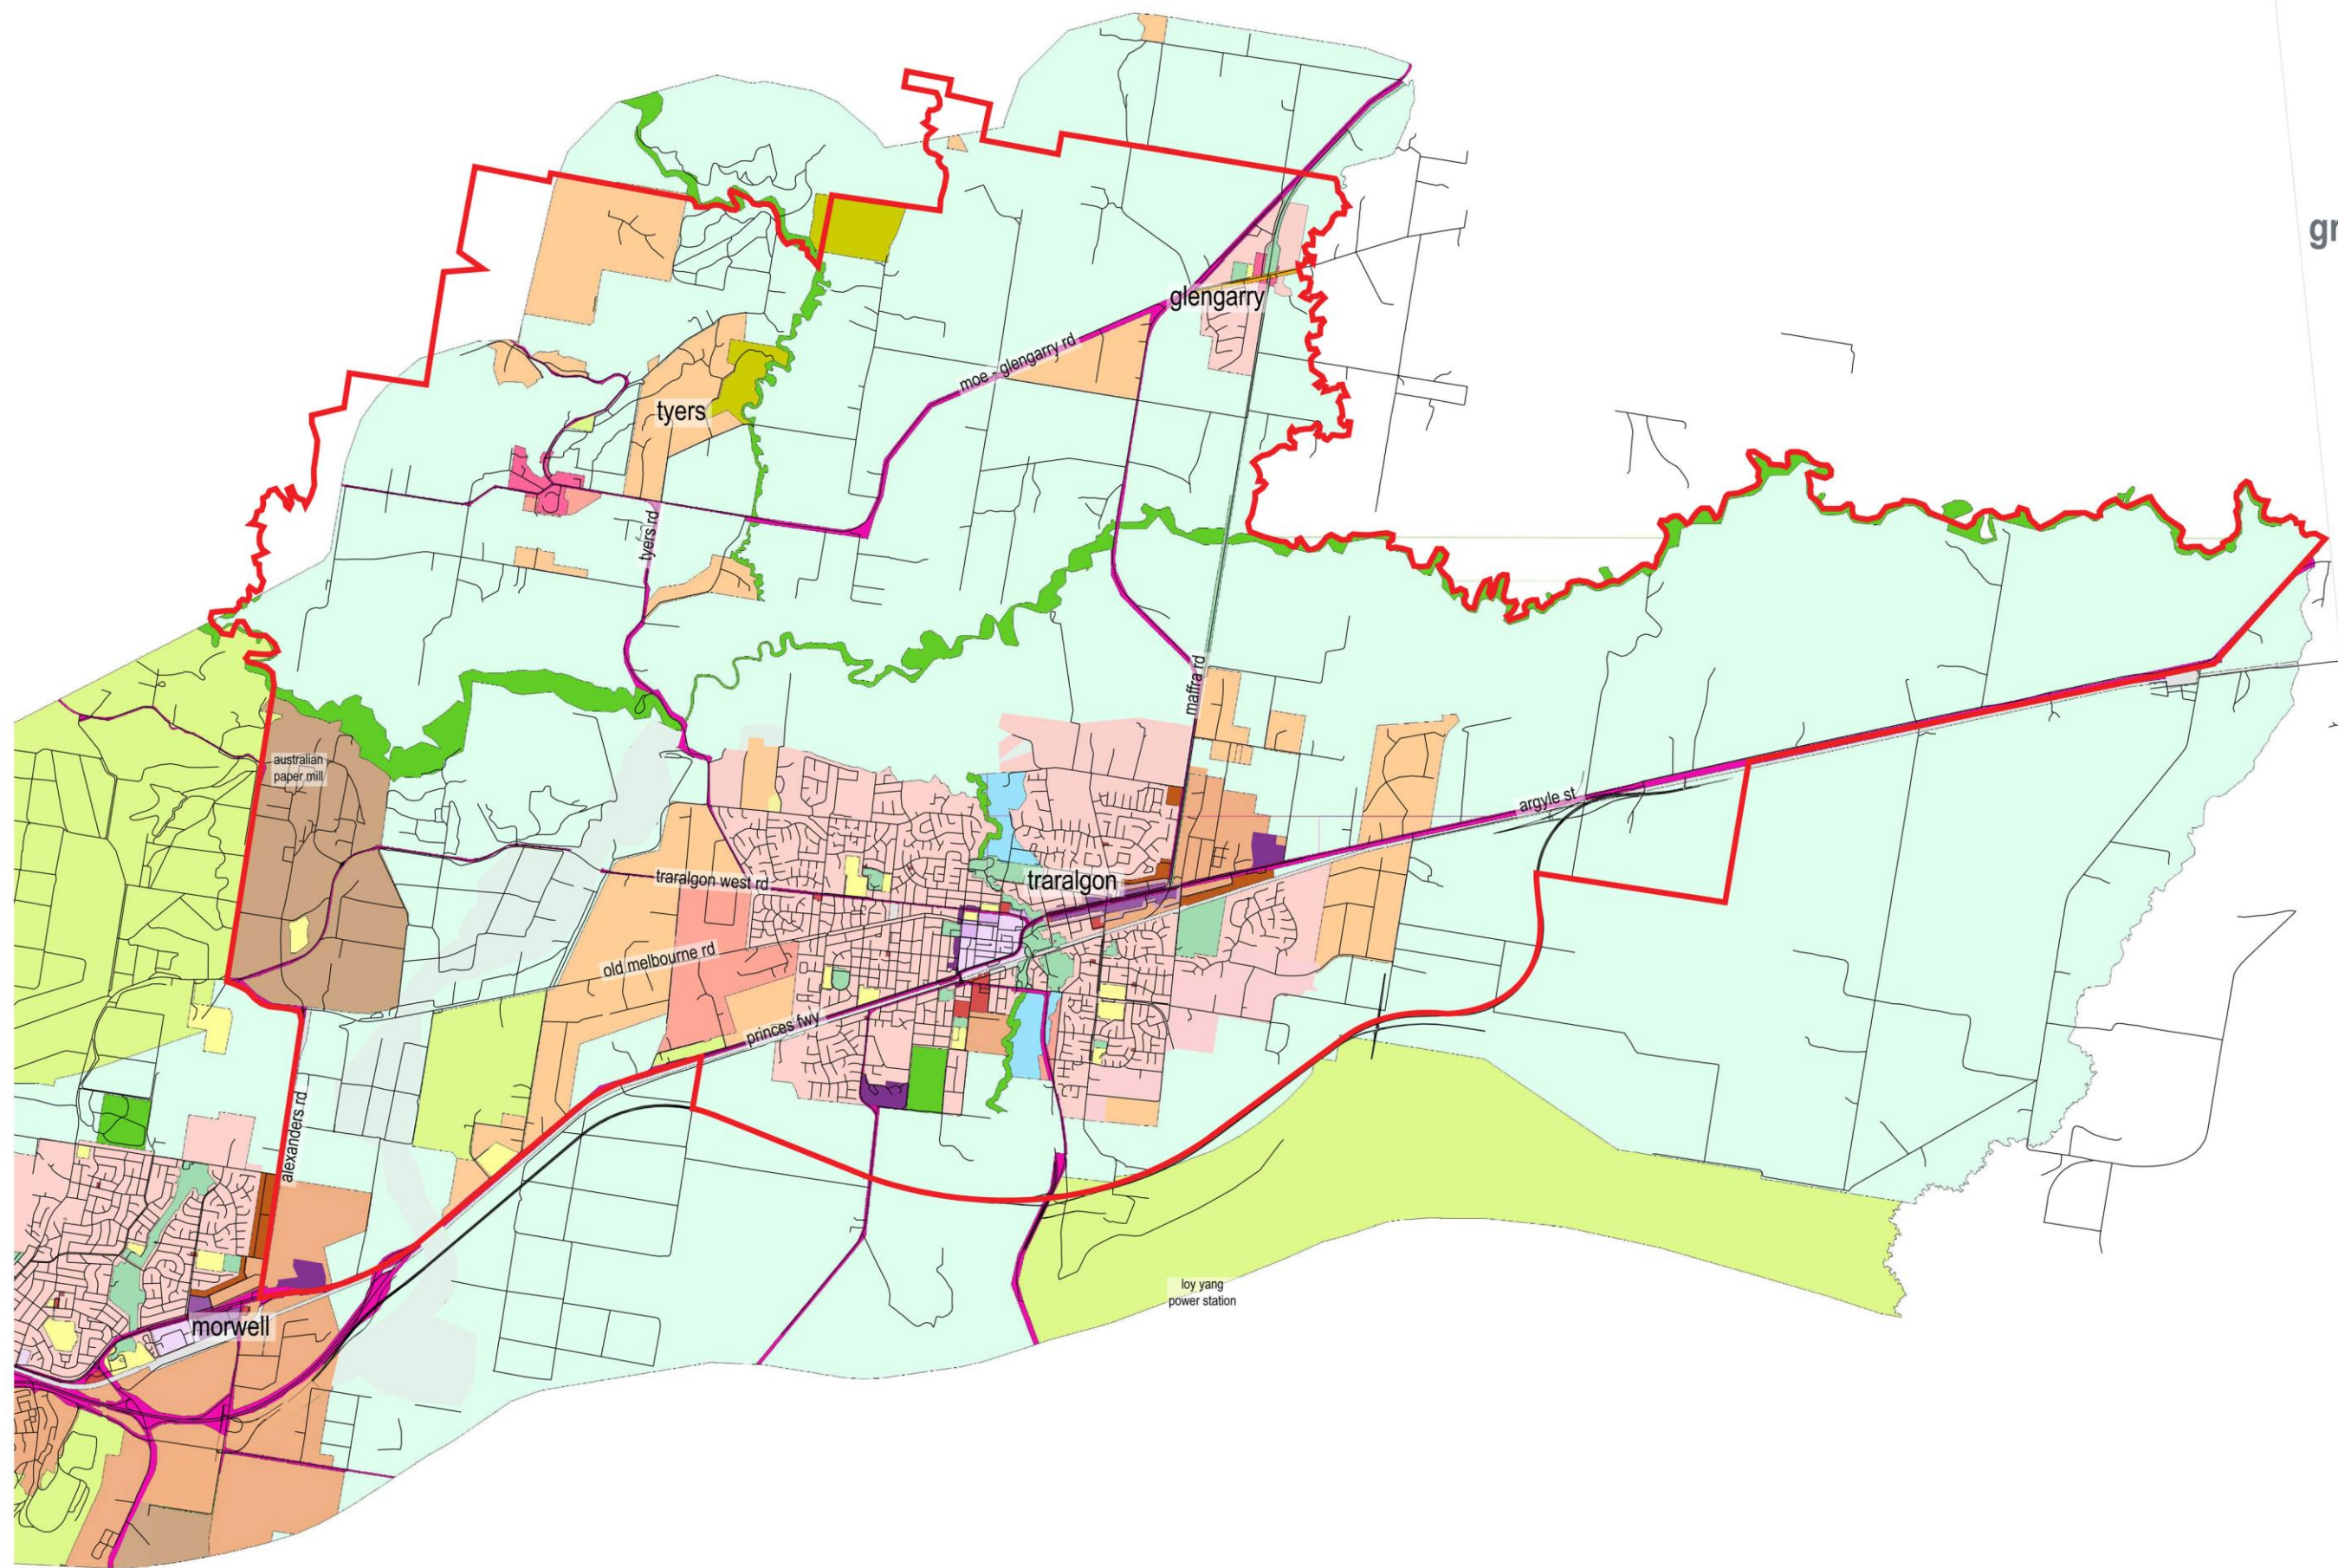 gr
glengarry
moe - glengarry rd
tyers
tyers rd
maffra rd
australian
paper mill
argyle st
traralgon west rd
traralgon
old melbourne rd
princes fwy
alexanders rd
loy yang
power station
morwell